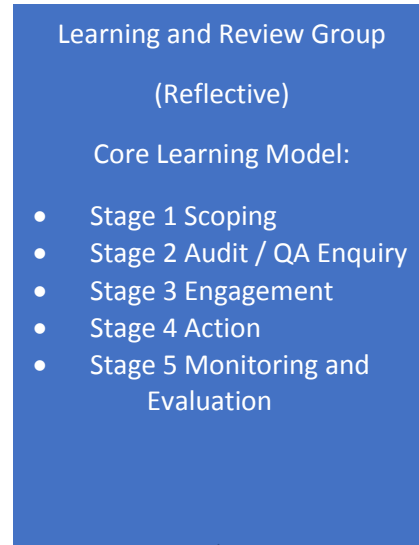 Learning and Review Group
(Reflective)
Core Learning Model:
• Stage 1 Scoping
• Stage 2 Audit / QA Enquiry
• Stage 3 Engagement
• Stage 4 Action
• Stage 5 Monitoring and
Evaluation